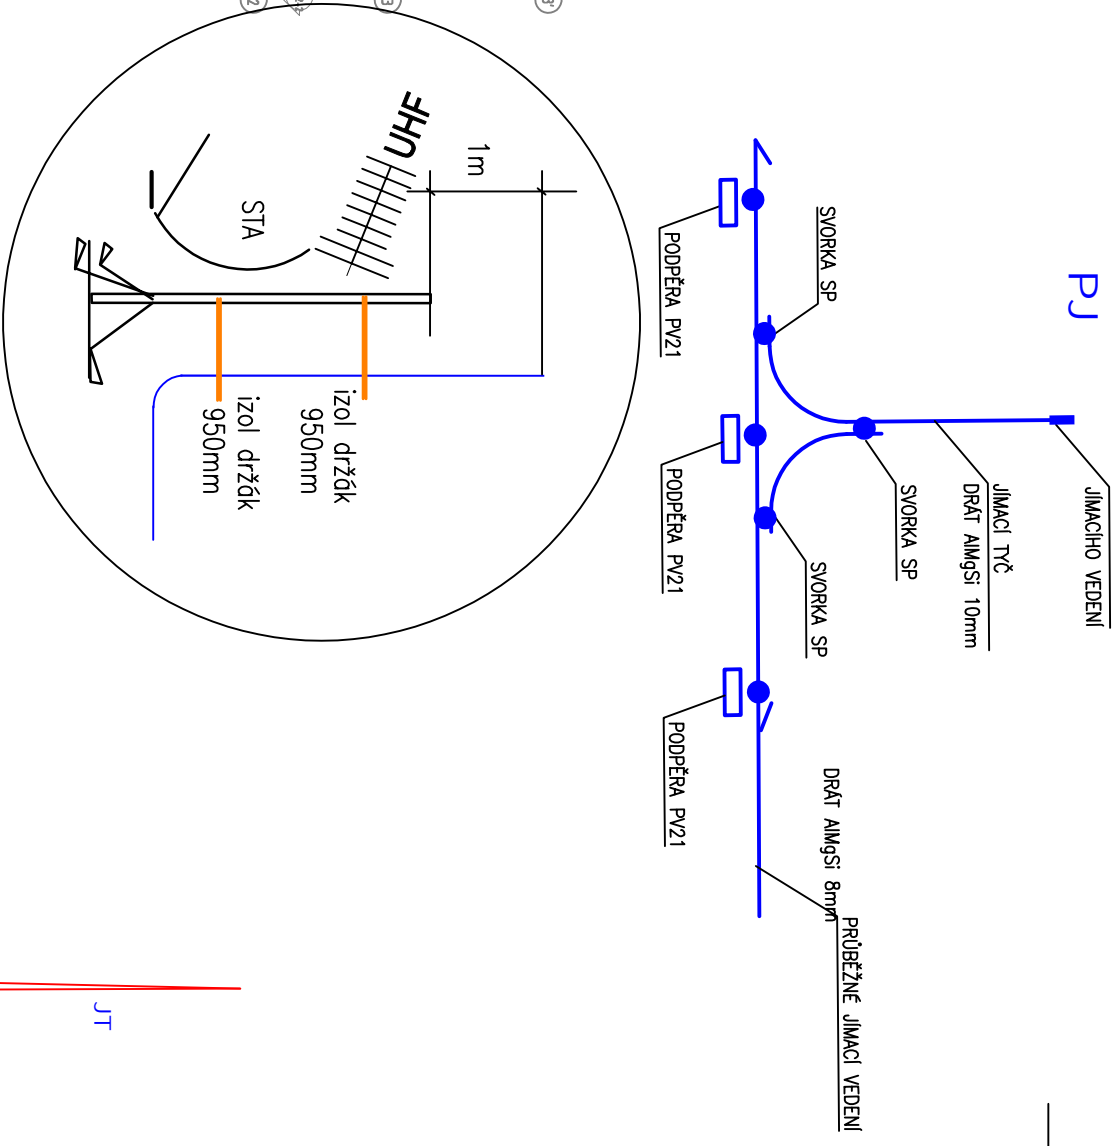 PJ
JÍMACÍHO VEDENÍ
JÍMACÍ TYČ
DRÁT AlMgSi 10mm
SVORKA SP
SVORKA SP
SVORKA SP
PODPĚRA PV21
PODPĚRA PV21
PODPĚRA PV21
DRÁT AlMgSi 8mm
PRŮBĚŽNÉ JÍMACÍ VEDENÍ
1m
UHF
STA
izol držák
950mm
izol držák
950mm
JT